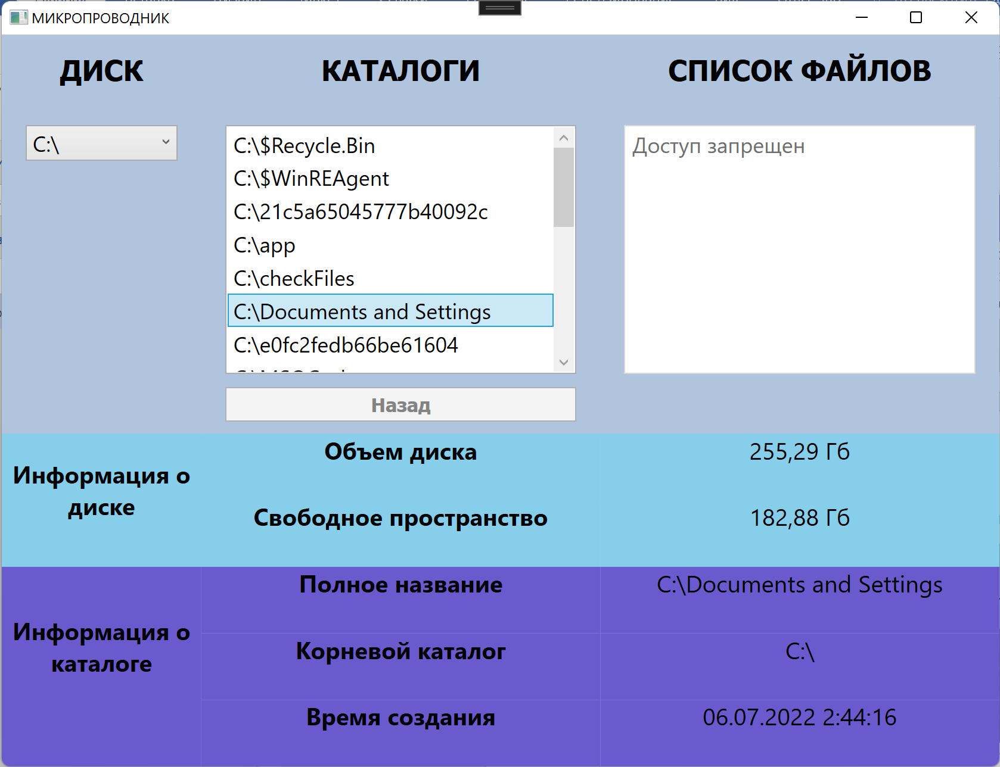 МИКРОПРОВОДНИК
ДИСК
КАТАЛОГИ
СПИСОК ФАЙЛОВ
C:\
C:\$Recycle.Bin
C:\$WinREAgent
C:\21c5a65045777b40092c
C:\app
C:\checkFiles
C:\Documents and Settings
C:\e0fc2fedb66be61604
Доступ запрещен
Назад
Информация о
диске
Объем диска
255,29 Гб
Свободное пространство
182,88 Гб
Информация о
каталоге
Полное название
C:\Documents and Settings
Корневой каталог
C:\
Время создания
06.07.2022 2:44:16